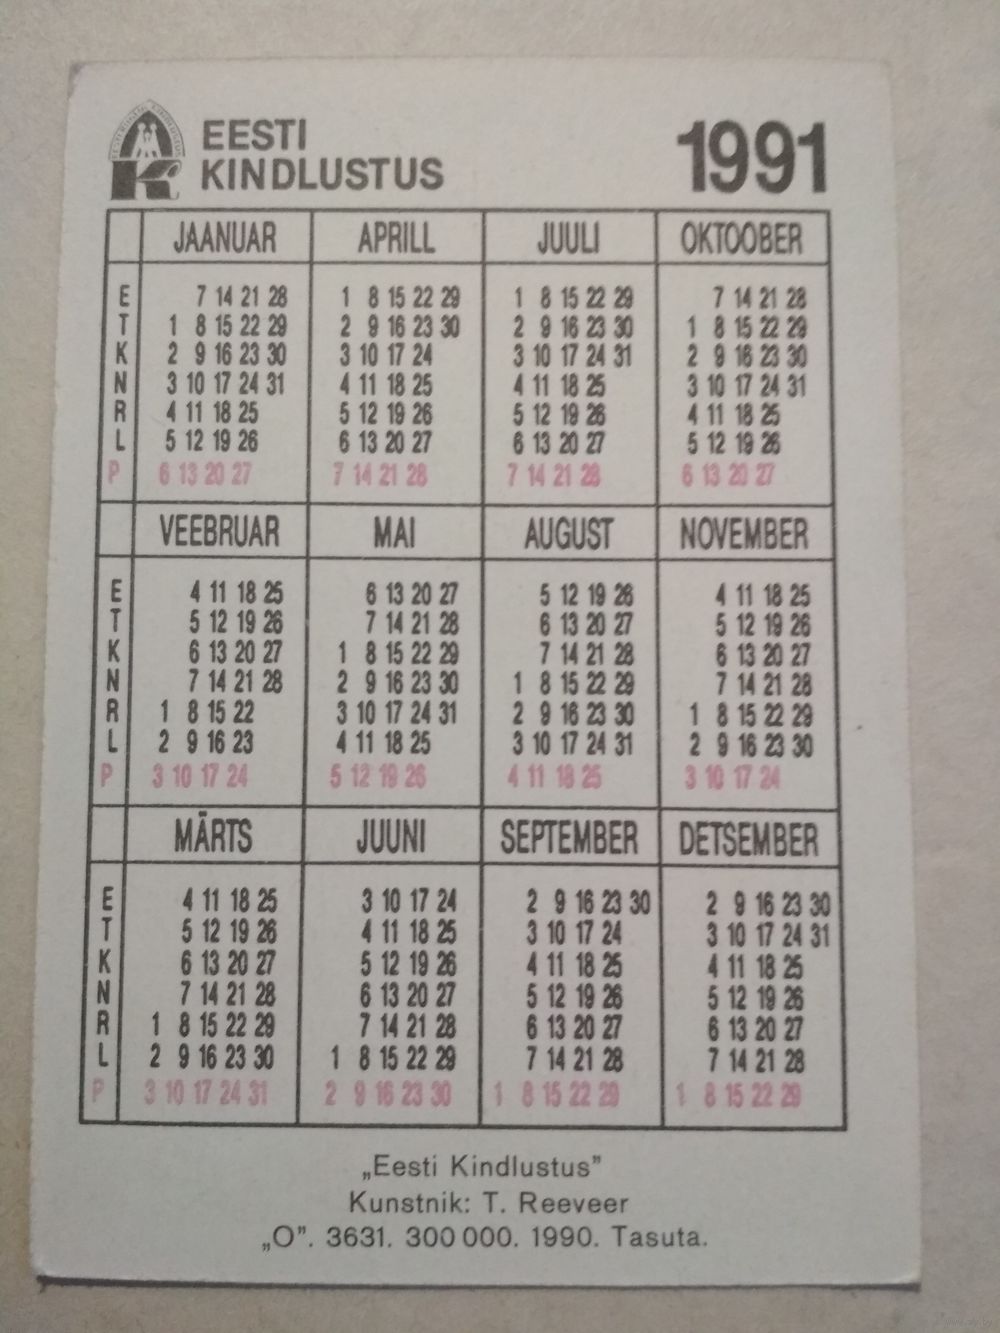 EESTI
KINDLUSTUS
1991
JAANUAR APRILL JUULI OKTOOBER
E 7 14 21 28 1 8 15 22 29 1 8 15 22 29 7 14 21 28
T 1 8 15 22 29 2 9 16 23 30 2 9 16 23 30 1 8 15 22 29
K 2 9 16 23 30 3 10 17 24 3 10 17 24 31 2 9 16 23 30
N 3 10 17 24 31 4 11 18 25 4 11 18 25 3 10 17 24 31
R 4 11 18 25 5 12 19 26 5 12 19 26 4 11 18 25
L 5 12 19 26 6 13 20 27 6 13 20 27 5 12 19 26
P 6 13 20 27 7 14 21 28 7 14 21 28 6 13 20 27
VEEBRUAR MAI AUGUST NOVEMBER
E 4 11 18 25 6 13 20 27 5 12 19 26 4 11 18 25
T 5 12 19 26 7 14 21 28 6 13 20 27 5 12 19 26
K 6 13 20 27 1 8 15 22 29 7 14 21 28 6 13 20 27
N 7 14 21 28 2 9 16 23 30 1 8 15 22 29 7 14 21 28
R 1 8 15 22 3 10 17 24 31 2 9 16 23 30 1 8 15 22 29
L 2 9 16 23 4 11 18 25 3 10 17 24 31 2 9 16 23 30
P 3 10 17 24 5 12 19 26 4 11 18 25 3 10 17 24
MÄRTS JUUNI SEPTEMBER DETSEMBER
E 4 11 18 25 3 10 17 24 2 9 16 23 30 2 9 16 23 30
T 5 12 19 26 4 11 18 25 3 10 17 24 3 10 17 24 31
K 6 13 20 27 5 12 19 26 4 11 18 25 4 11 18 25
N 7 14 21 28 6 13 20 27 5 12 19 26 5 12 19 26
R 1 8 15 22 29 7 14 21 28 6 13 20 27 6 13 20 27
L 2 9 16 23 30 1 8 15 22 29 7 14 21 28 7 14 21 28
P 3 10 17 24 31 2 9 16 23 30 1 8 15 22 29 1 8 15 22 29
„Eesti Kindlustus”
Kunstnik: T. Reeveer
„O”. 3631. 300 000. 1990. Tasuta.